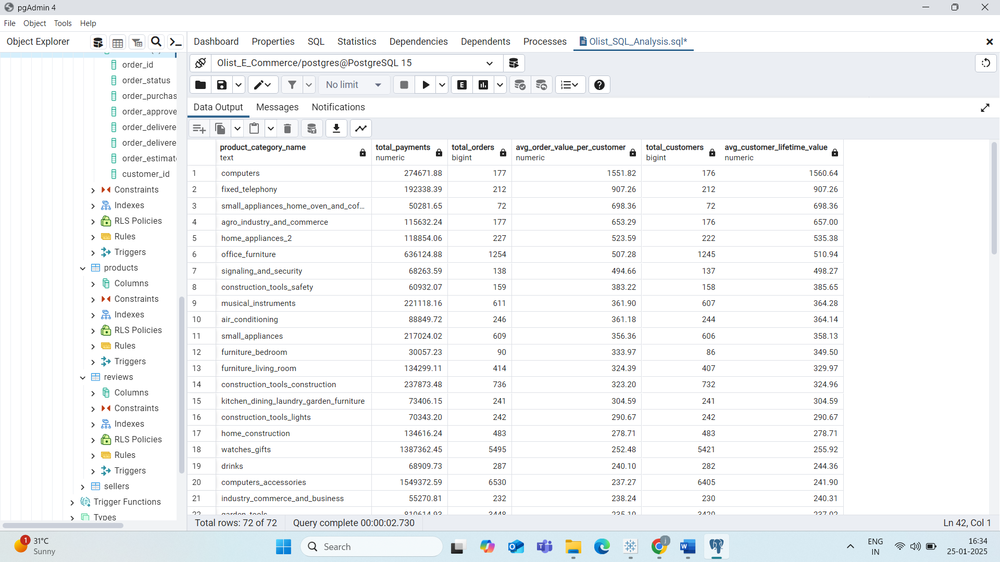 pgAdmin 4
File Object Tools Help
Object Explorer
Dashboard Properties SQL Statistics Dependencies Dependents Processes Olist_SQL_Analysis.sql*
Olist_E_Commerce/postgres@PostgreSQL 15
No limit
E
Data Output Messages Notifications
order_id
order_status
order_purchas
order_approve
order_delivere
order_delivere
order_estimat
customer_id
Constraints
Indexes
RLS Policies
Rules
Triggers
products
Columns
Constraints
Indexes
RLS Policies
Rules
Triggers
reviews
Columns
Constraints
Indexes
RLS Policies
Rules
Triggers
sellers
Trigger Functions
Types
product_category_name total_payments total_orders avg_order_value_per_customer total_customers avg_customer_lifetime_value
text numeric bigint numeric bigint numeric
1 computers 274671.88 177 1551.82 176 1560.64
2 fixed_telephony 192338.39 212 907.26 212 907.26
3 small_appliances_home_oven_and_cof... 50281.65 72 698.36 72 698.36
4 agro_industry_and_commerce 115632.24 177 653.29 176 657.00
5 home_appliances_2 118854.06 227 523.59 222 535.38
6 office_furniture 636124.88 1254 507.28 1245 510.94
7 signaling_and_security 68263.59 138 494.66 137 498.27
8 construction_tools_safety 60932.07 159 383.22 158 385.65
9 musical_instruments 221118.16 611 361.90 607 364.28
10 air_conditioning 88849.72 246 361.18 244 364.14
11 small_appliances 217024.02 609 356.36 606 358.13
12 furniture_bedroom 30057.23 90 333.97 86 349.50
13 furniture_living_room 134299.11 414 324.39 407 329.97
14 construction_tools_construction 237873.48 736 323.20 732 324.96
15 kitchen_dining_laundry_garden_furniture 73406.15 241 304.59 241 304.59
16 construction_tools_lights 70343.20 242 290.67 242 290.67
17 home_construction 134616.24 483 278.71 483 278.71
18 watches_gifts 1387362.45 5495 252.48 5421 255.92
19 drinks 68909.73 287 240.10 282 244.36
20 computers_accessories 1549372.59 6530 237.27 6405 241.90
21 industry_commerce_and_business 55270.81 232 238.24 230 240.31
22 garden_tools 810614.93 3448 235.10 3420 237.02
Total rows: 72 of 72 Query complete 00:00:02.730 Ln 42, Col 1
1 31°C
Sunny
Search
ENG
IN
16:34
25-01-2025